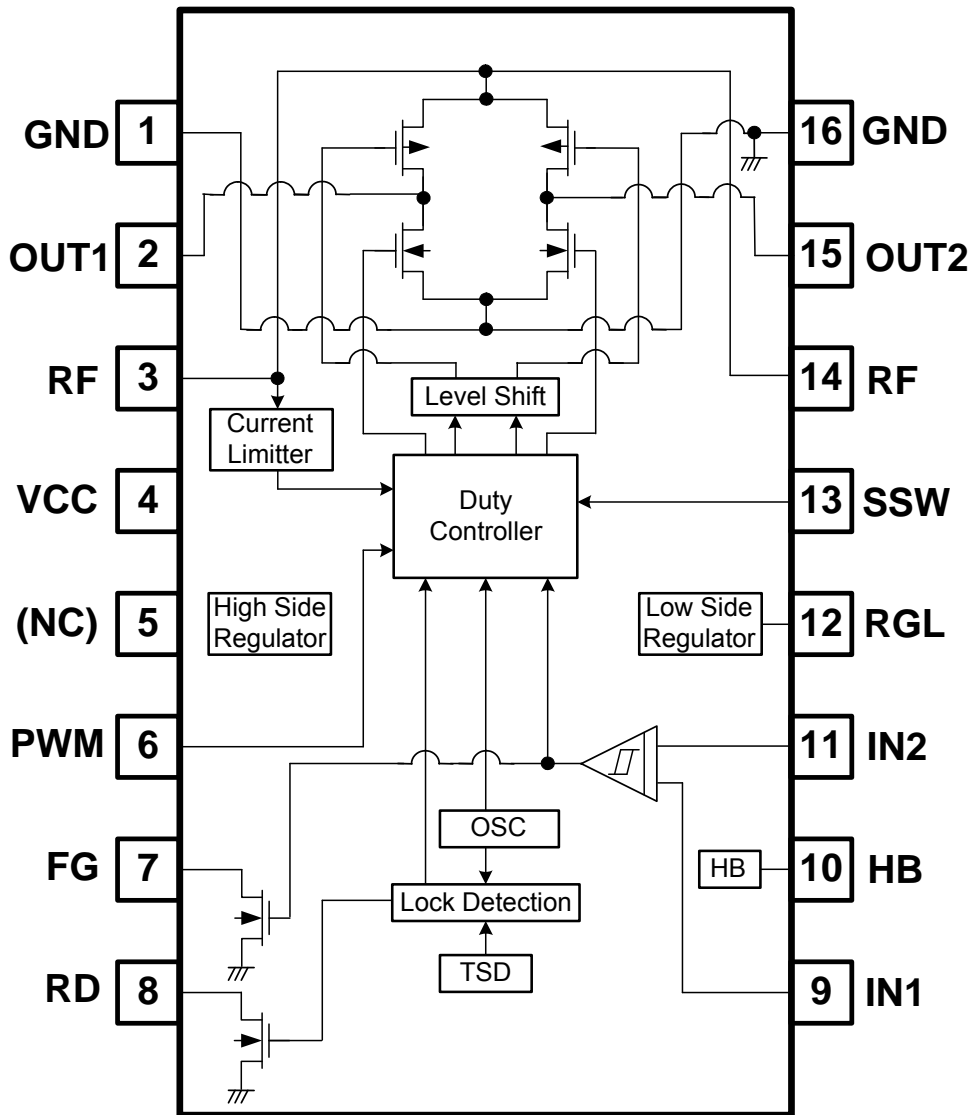 GND 1
16 GND
OUT1 2
15 OUT2
RF 3
14 RF
Level Shift
Current
Limitter
VCC 4
Duty
Controller
13 SSW
(NC) 5
High Side
Regulator
Low Side
Regulator
12 RGL
PWM 6
11 IN2
OSC
FG 7
HB
10 HB
Lock Detection
TSD
RD 8
9 IN1